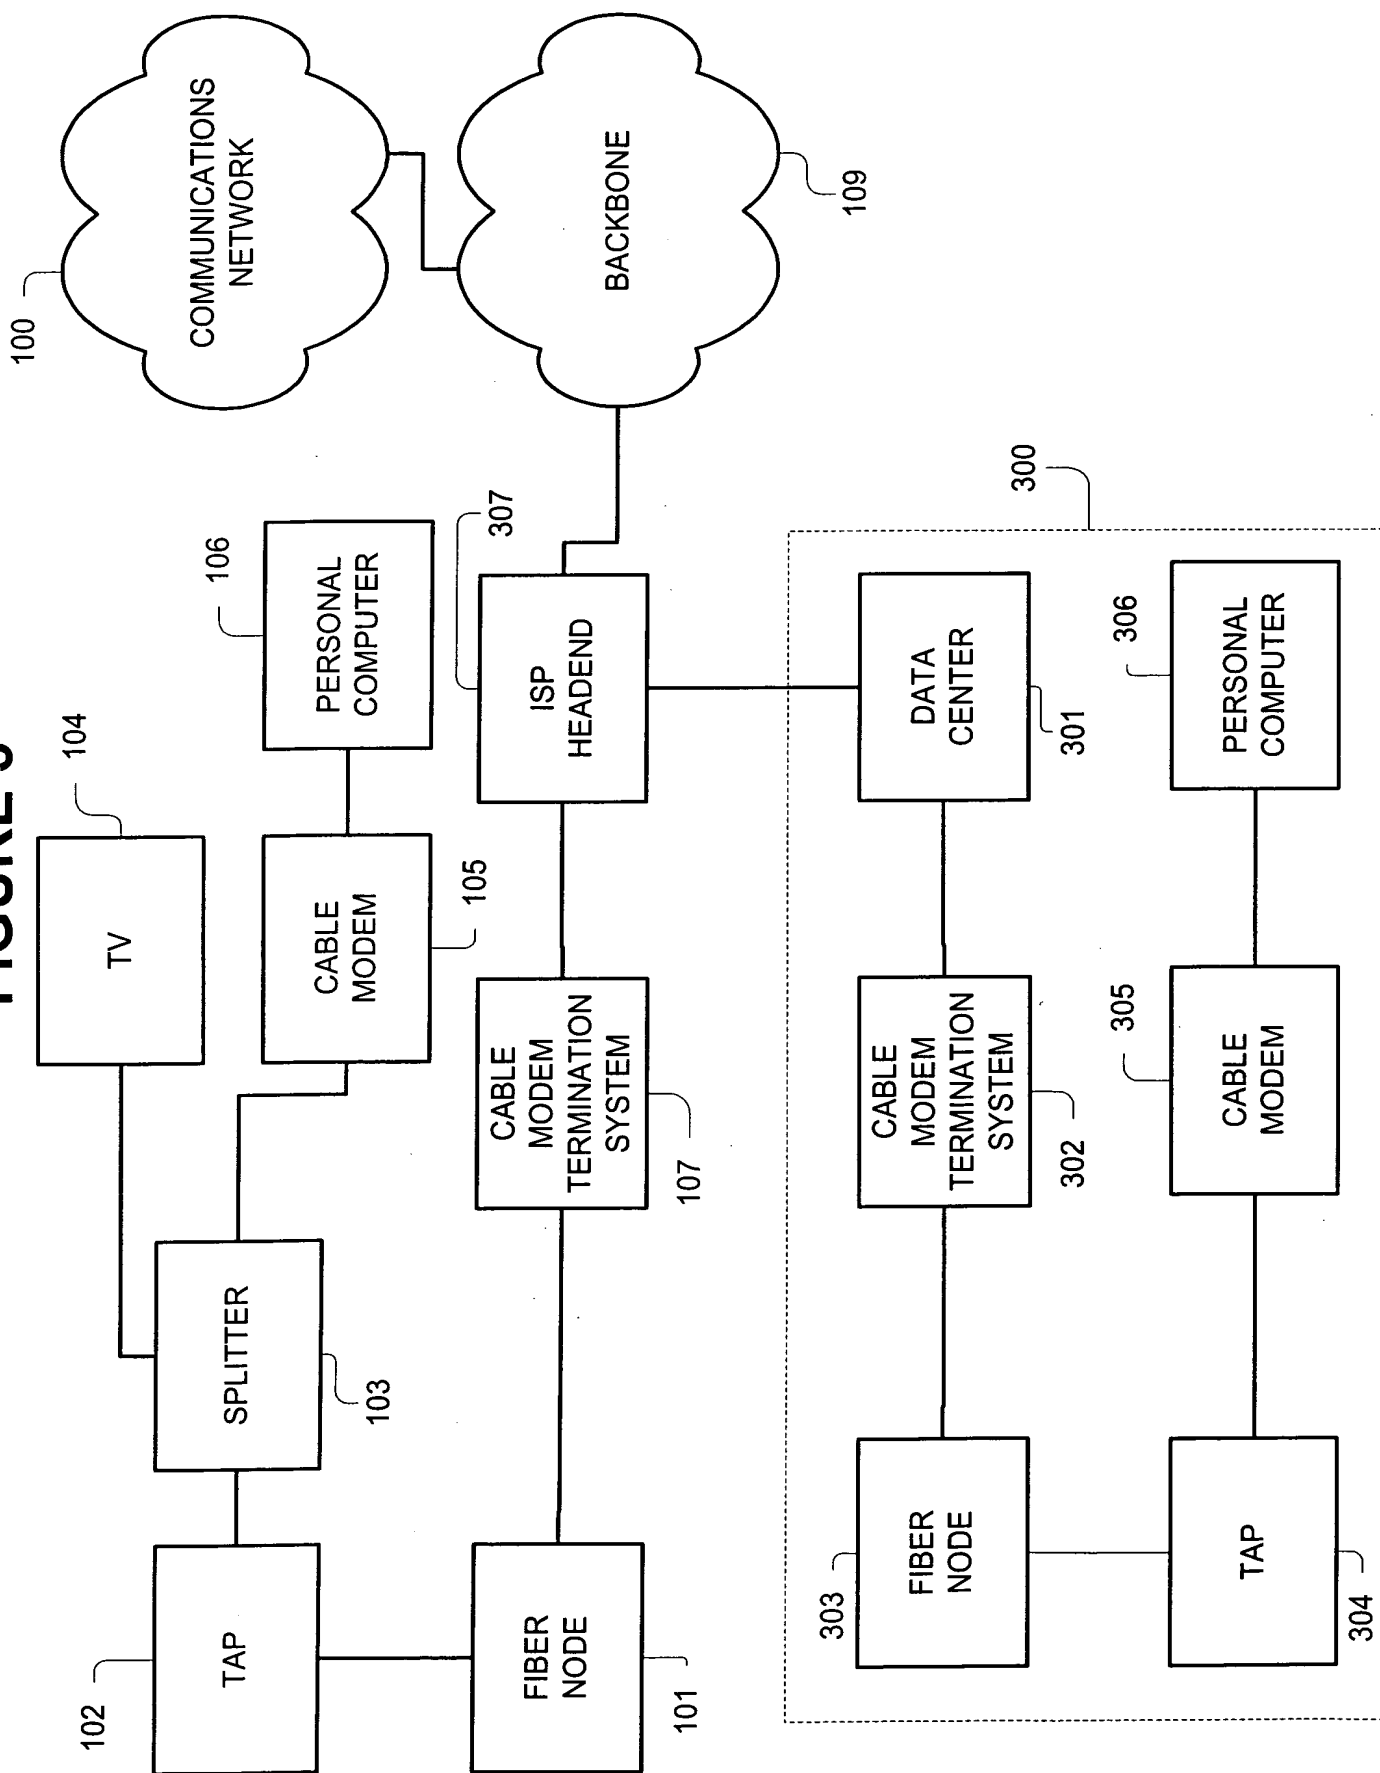 FIGURE
100
104
102
TV
COMMUNICATIONS
NETWORK
106
TAP
SPLITTER
PERSONAL
COMPUTER
CABLE
MODEM
103
105
307
FIBER
NODE
CABLE
MODEM
TERMINATION
SYSTEM
ISP
HEADEND
BACKBONE
101
107
109
303
FIBER
NODE
CABLE
MODEM
TERMINATION
SYSTEM
DATA
CENTER
300
302
301
305
306
TAP
CABLE
MODEM
PERSONAL
COMPUTER
304